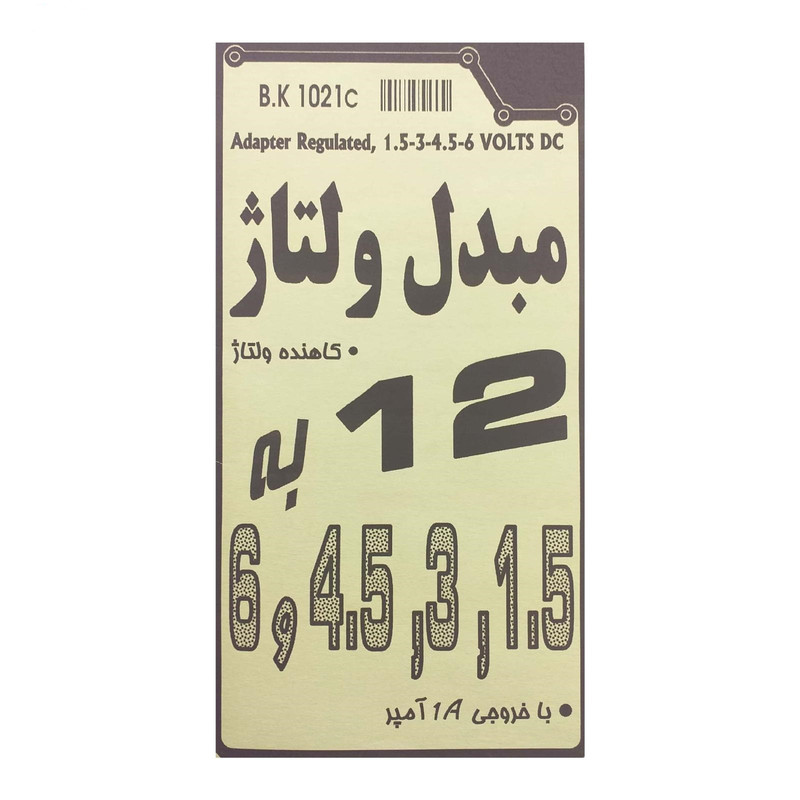 B.K 1021C
Adapter Regulated, 1.5-3-4.5-6 VOLTS DC
مبدل ولتاژ
• کاهنده ولتاژ
12 به
1.5, 3, 4.5 و 6
• با خروجی 1A آمپر